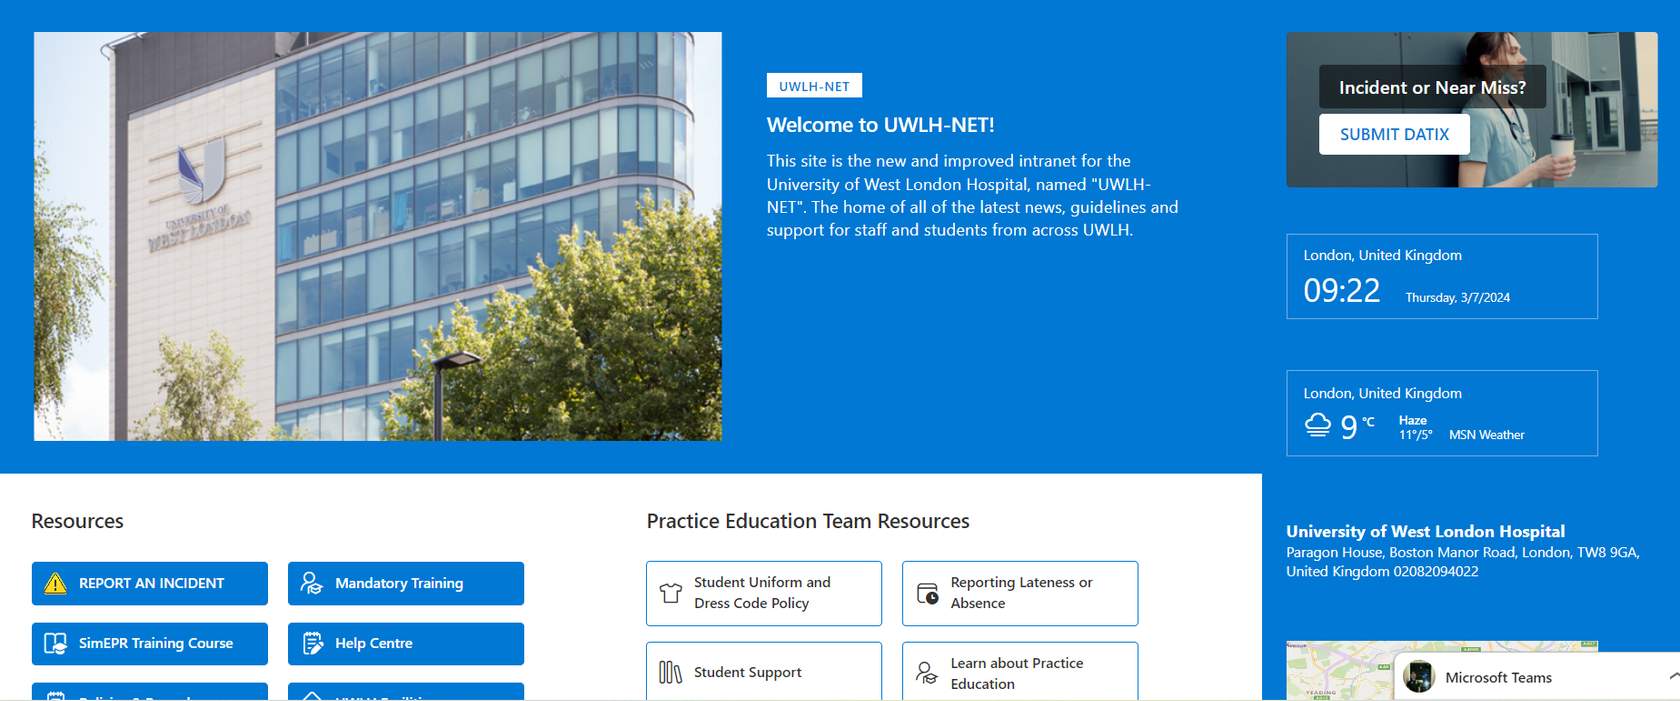 UNIVERSITY OF
WEST LONDON
UWLH-NET
Welcome to UWLH-NET!
This site is the new and improved intranet for the
University of West London Hospital, named "UWLH-
NET". The home of all of the latest news, guidelines and
support for staff and students from across UWLH.
Incident or Near Miss?
SUBMIT DATIX
London, United Kingdom
09:22 Thursday, 3/7/2024
London, United Kingdom
9 °C Haze
11°/5° MSN Weather
University of West London Hospital
Paragon House, Boston Manor Road, London, TW8 9GA,
United Kingdom 02082094022
Resources
REPORT AN INCIDENT
Mandatory Training
SimEPR Training Course
Help Centre
Practice Education Team Resources
Student Uniform and
Dress Code Policy
Reporting Lateness or
Absence
Student Support
Learn about Practice
Education
YEADING
Microsoft Teams